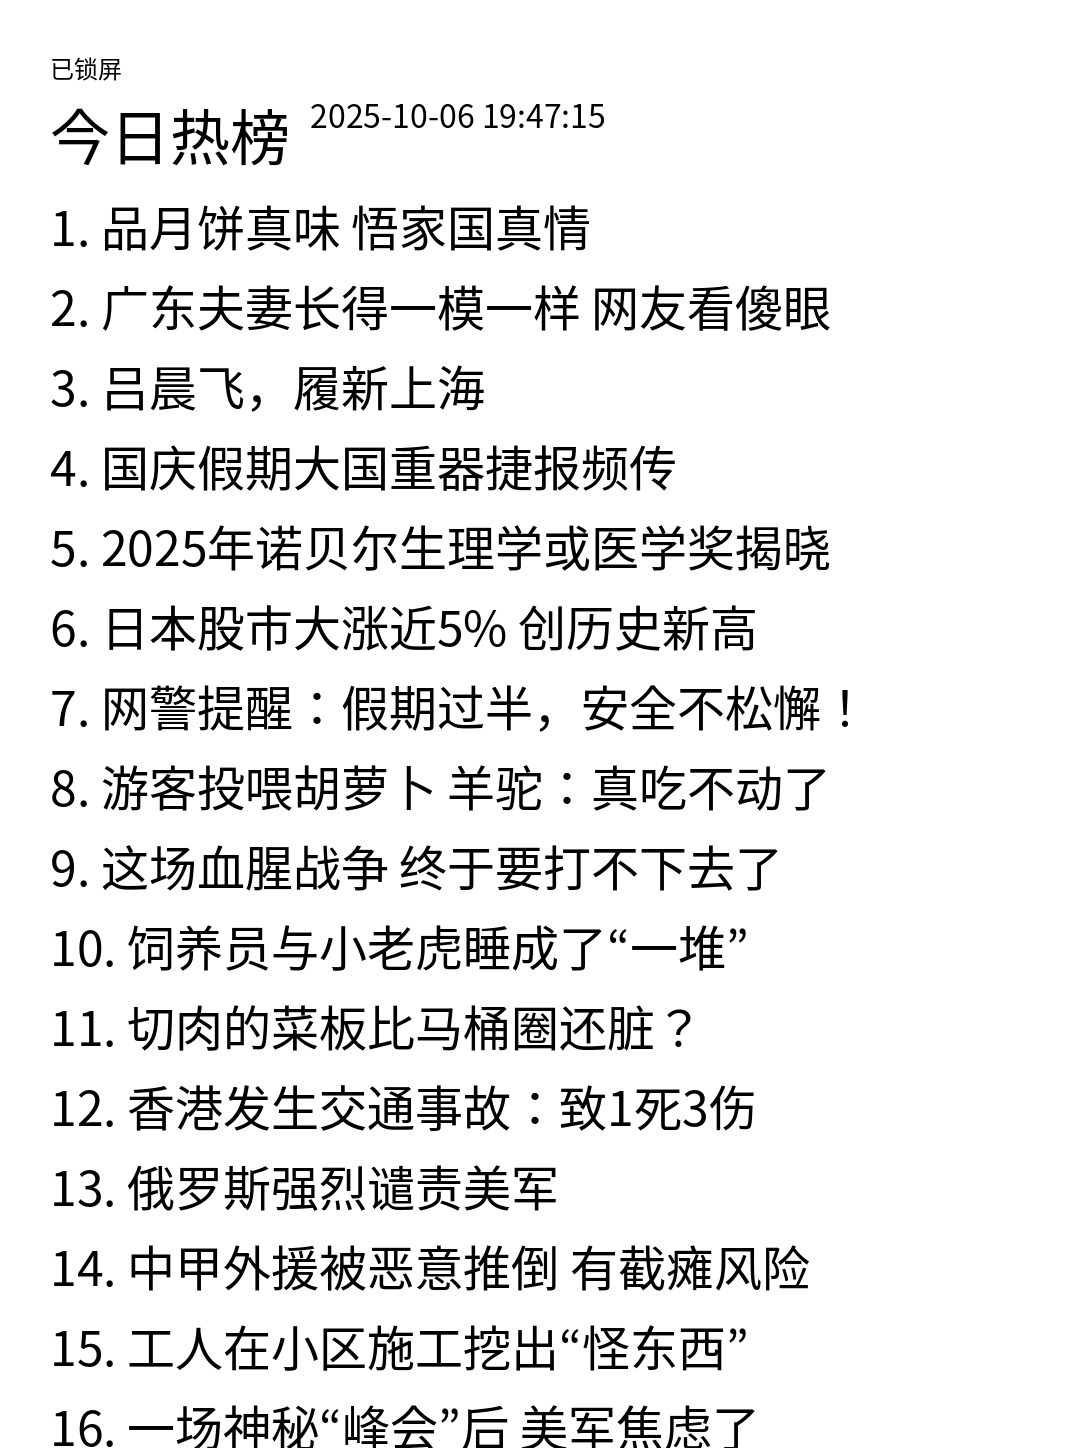 已锁屏
今日热榜 2025-10-06 19:47:15
1. 品月饼真味 悟家国真情
2. 广东夫妻长得一模一样 网友看傻眼
3. 吕晨飞，履新上海
4. 国庆假期大国重器捷报频传
5. 2025年诺贝尔生理学或医学奖揭晓
6. 日本股市大涨近5% 创历史新高
7. 网警提醒：假期过半，安全不松懈！
8. 游客投喂胡萝卜 羊驼：真吃不动了
9. 这场血腥战争 终于要打不下去了
10. 饲养员与小老虎睡成了“一堆”
11. 切肉的菜板比马桶圈还脏？
12. 香港发生交通事故：致1死3伤
13. 俄罗斯强烈谴责美军
14. 中甲外援被恶意推倒 有截瘫风险
15. 工人在小区施工挖出“怪东西”
16. 一场神秘“峰会”后 美军焦虑了